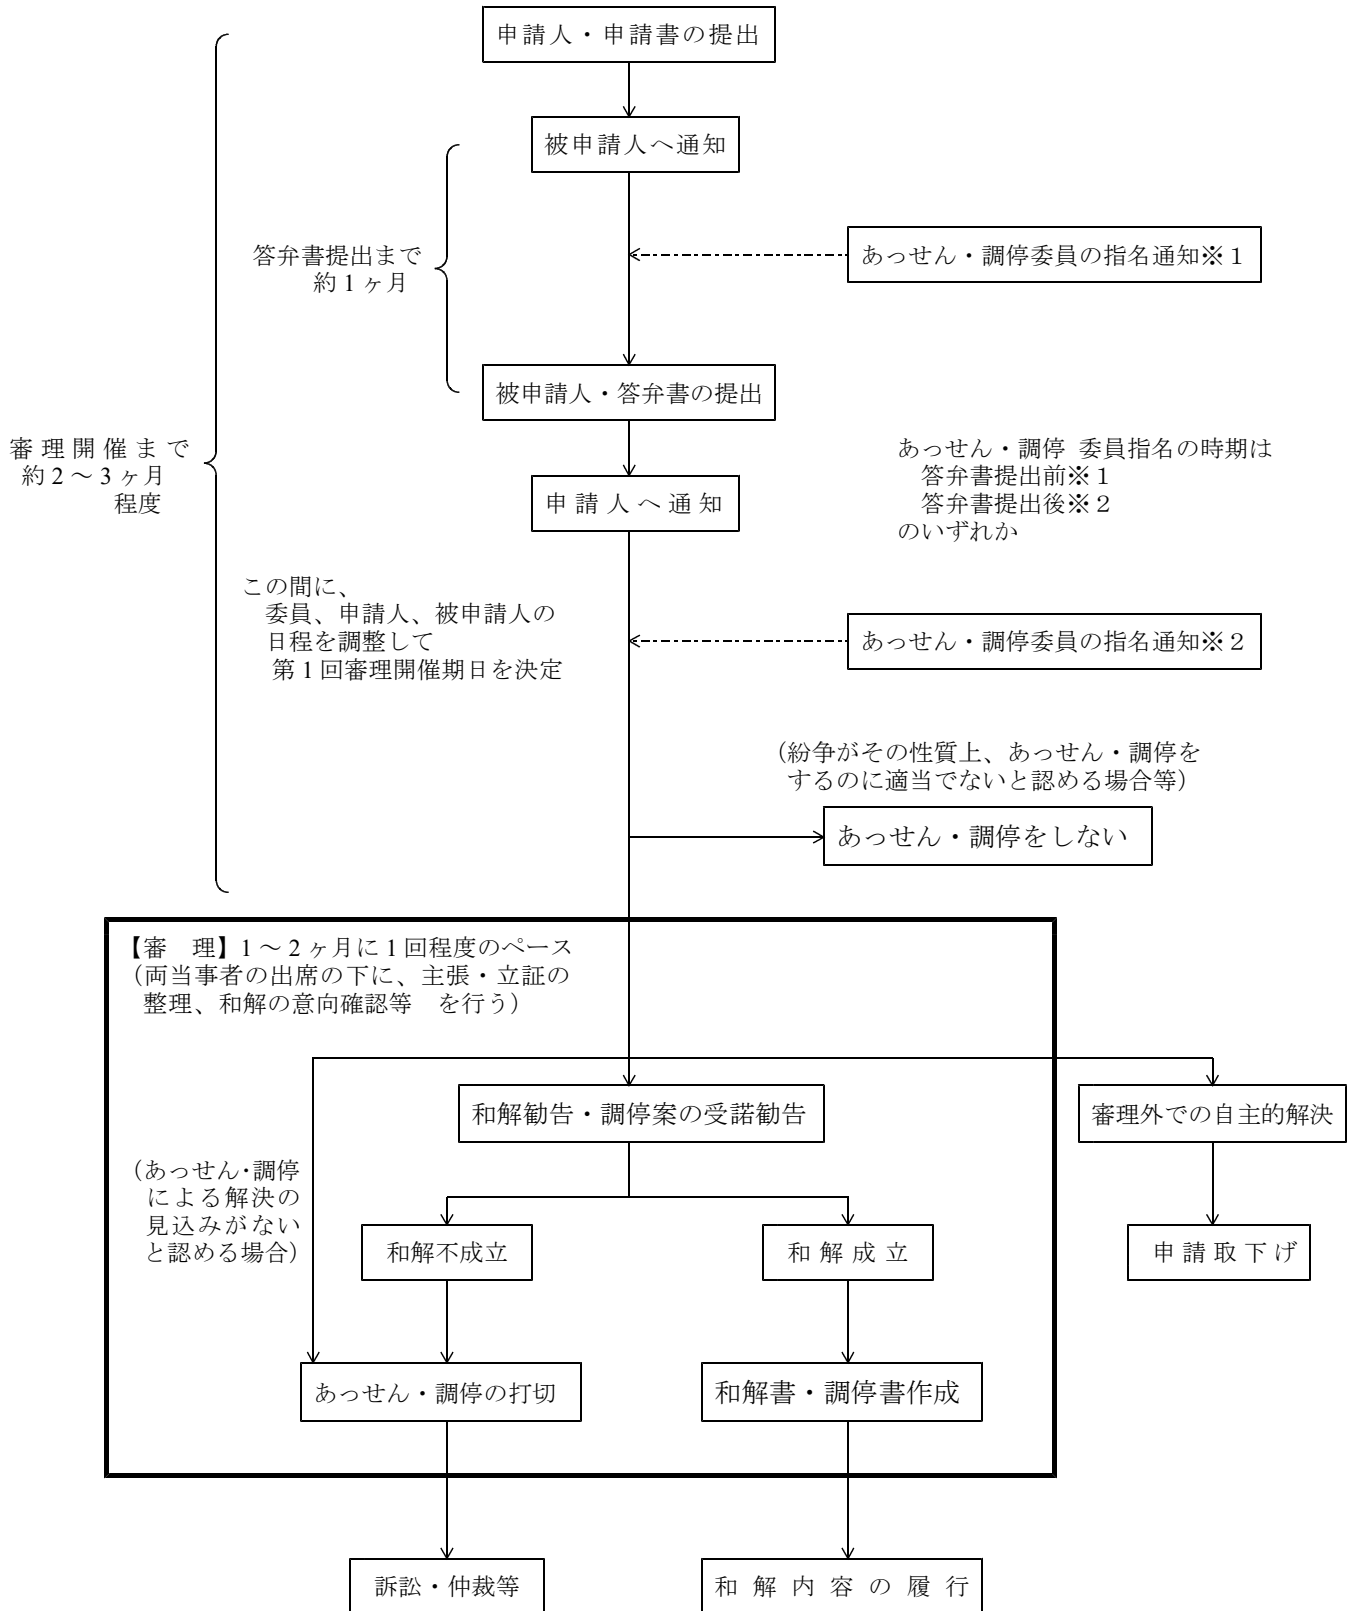 申請人・申請書の提出
被申請人へ通知
答弁書提出まで
約１ヶ月
あっせん・調停委員の指名通知※１
被申請人・答弁書の提出
審理開催まで
約２～３ヶ月
程度
あっせん・調停 委員指名の時期は
答弁書提出前※１
答弁書提出後※２
のいずれか
申請人へ通知
この間に、
委員、申請人、被申請人の
日程を調整して
第１回審理開催期日を決定
あっせん・調停委員の指名通知※２
（紛争がその性質上、あっせん・調停を
するのに適当でないと認める場合等）
あっせん・調停をしない
【審　理】１～２ヶ月に１回程度のペース
（両当事者の出席の下に、主張・立証の
整理、和解の意向確認等　を行う）
和解勧告・調停案の受諾勧告
審理外での自主的解決
（あっせん・調停
による解決の
見込みがない
と認める場合）
和解不成立
和解成立
申請取下げ
あっせん・調停の打切
和解書・調停書作成
訴訟・仲裁等
和解内容の履行